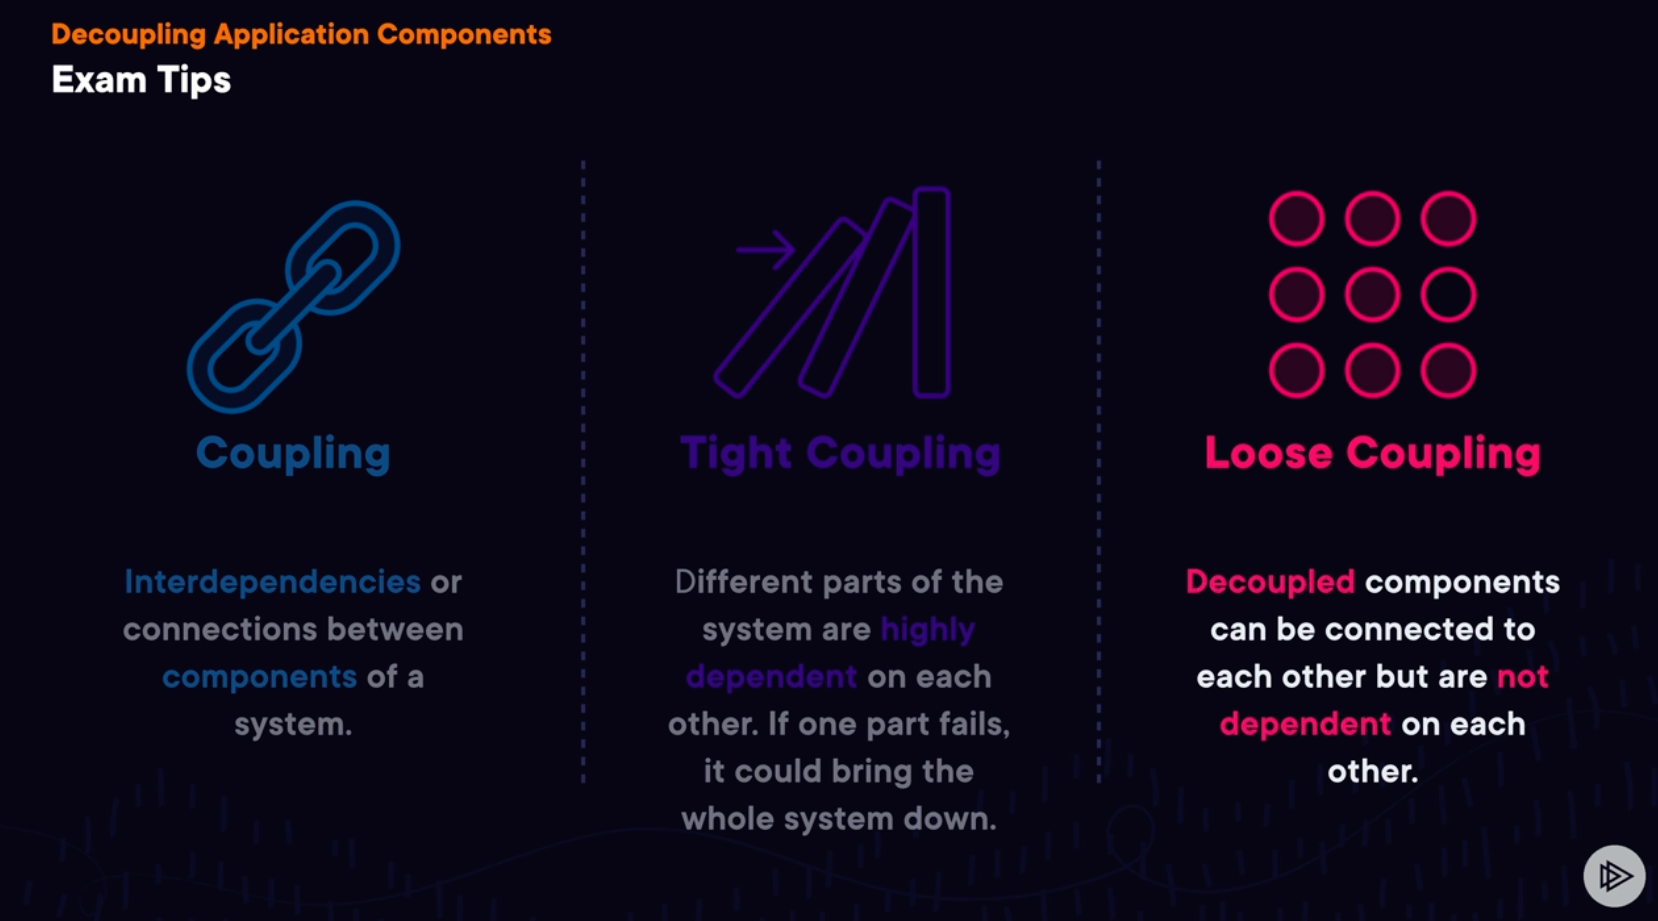 Decoupling Application Components
Exam Tips
Coupling
Interdependencies or
connections between
components of a
system.
Tight Coupling
Different parts of the
system are highly
dependent on each
other. If one part fails,
it could bring the
whole system down.
Loose Coupling
Decoupled components
can be connected to
each other but are not
dependent on each
other.